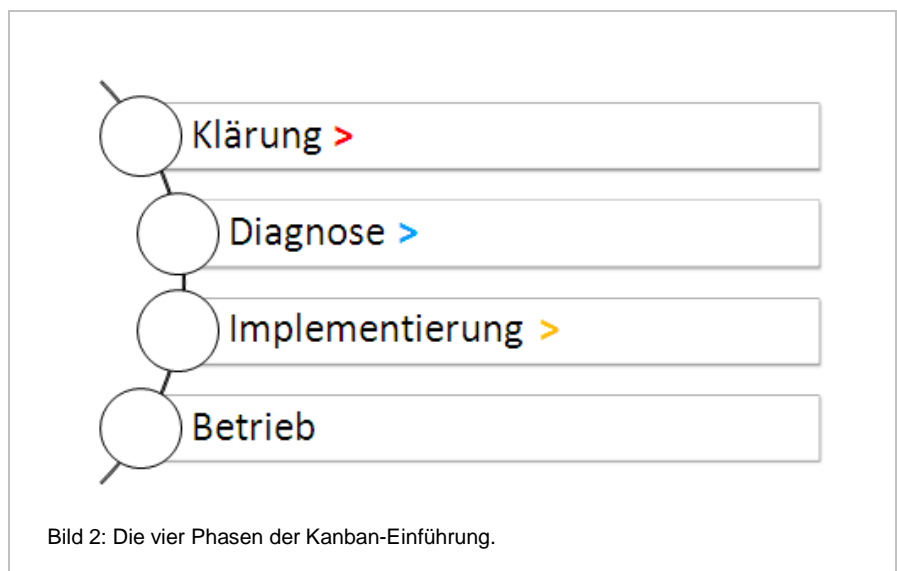 Klärung >
Diagnose >
Implementierung >
Betrieb
Bild 2: Die vier Phasen der Kanban-Einführung.